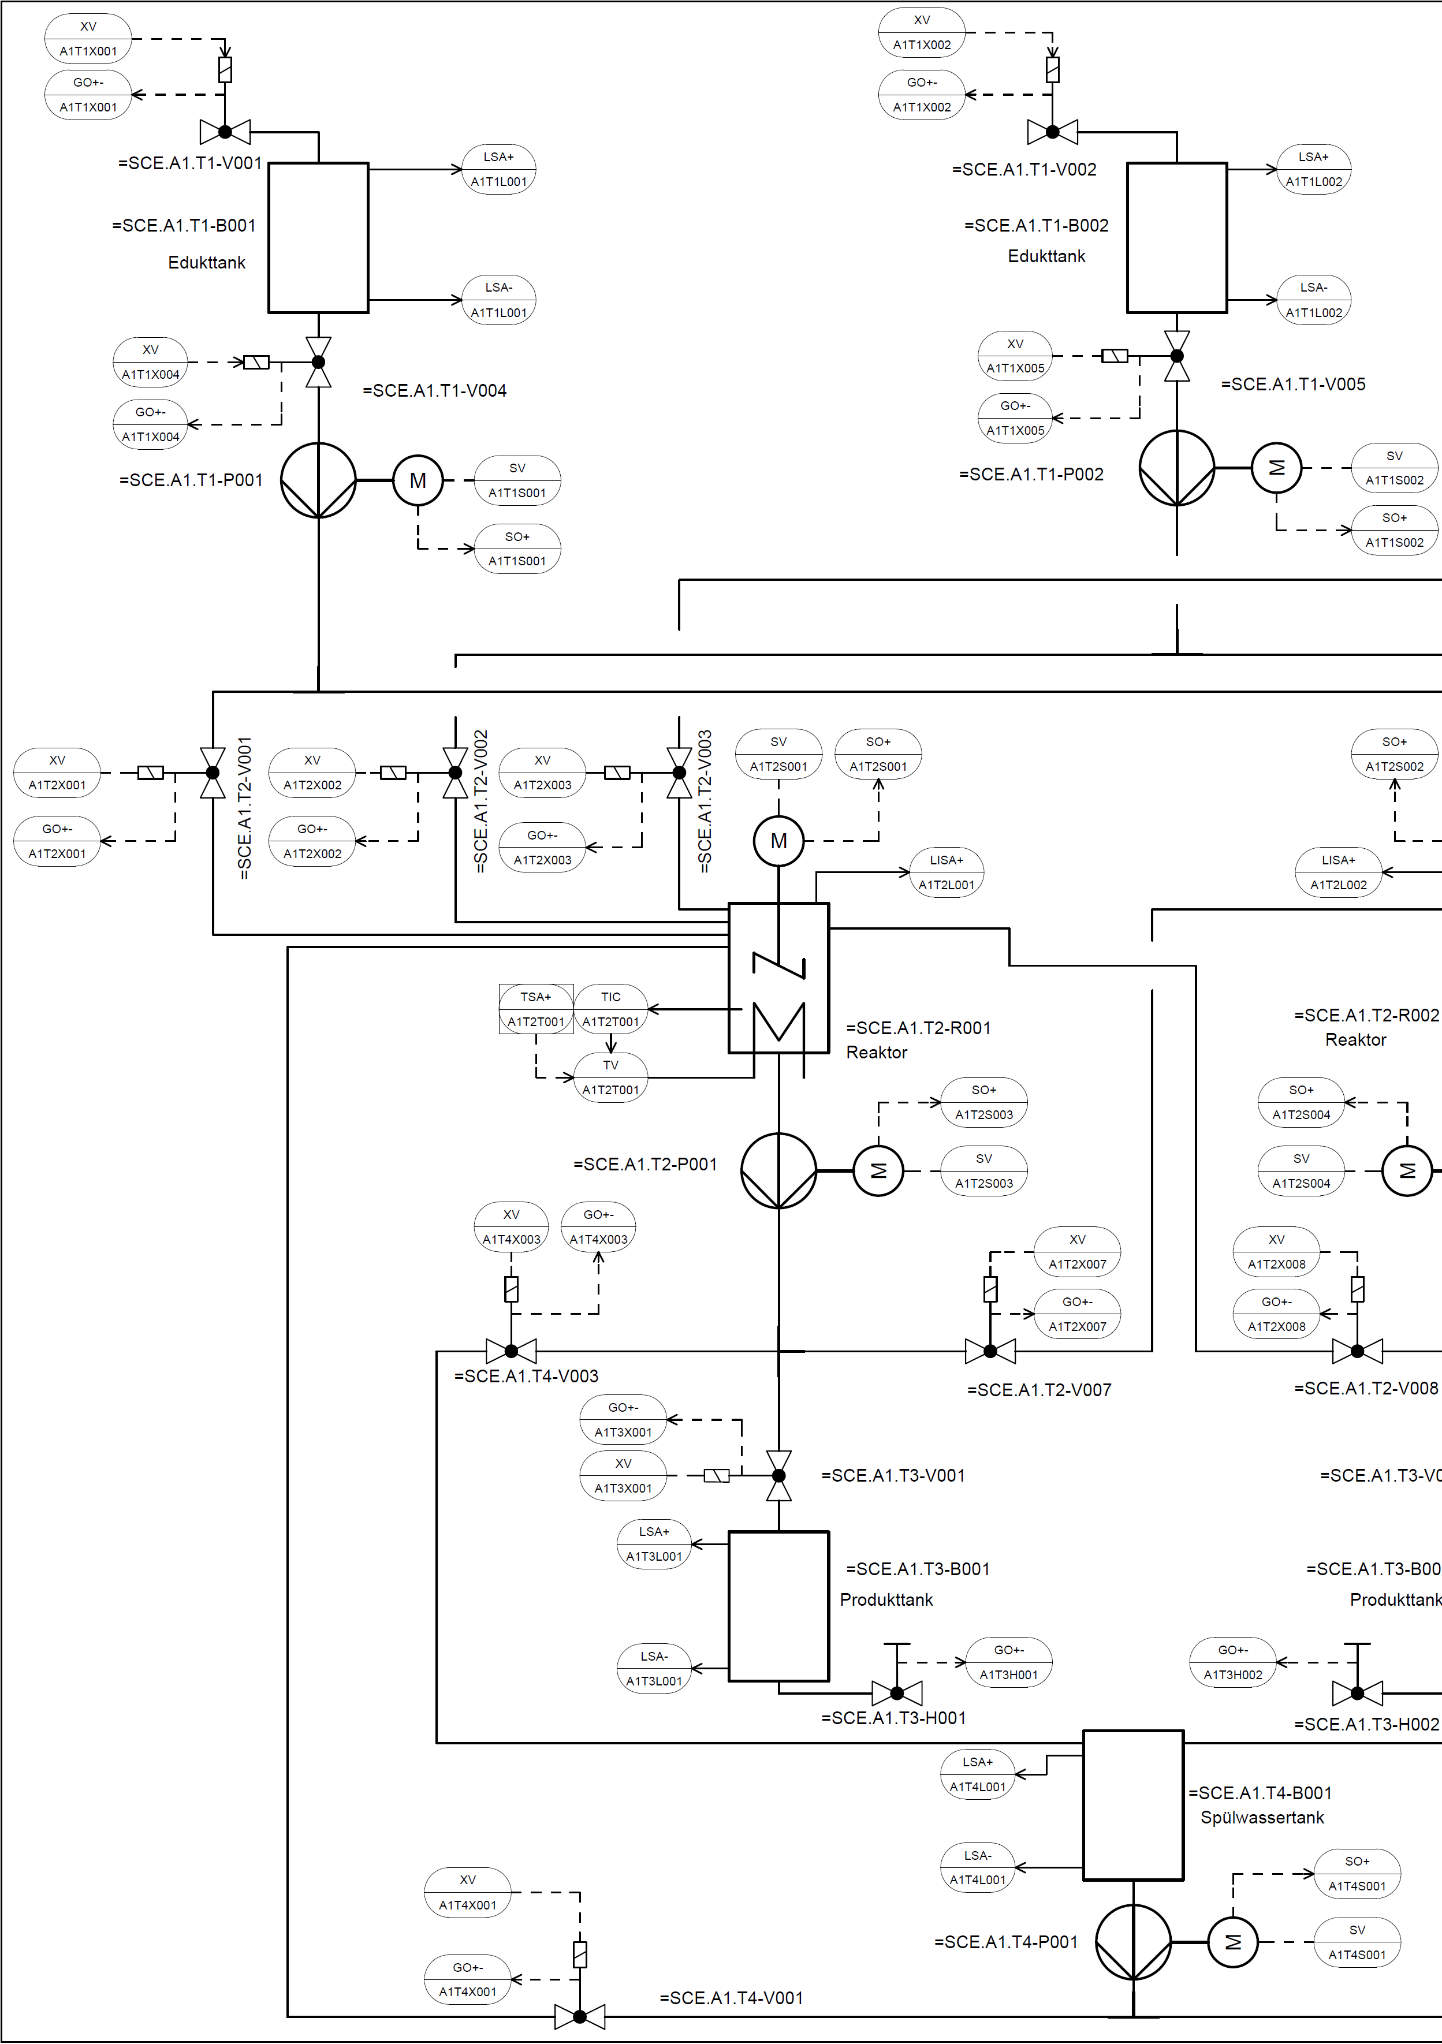 XV
A1T1X001
GO+-
A1T1X001
=SCE.A1.T1-V001
LSA+
A1T1L001
=SCE.A1.T1-B001
Edukttank
LSA-
A1T1L001
XV
A1T1X004
GO+-
A1T1X004
=SCE.A1.T1-V004
=SCE.A1.T1-P001
M
SV
A1T1S001
SO+
A1T1S001
XV
A1T1X002
GO+-
A1T1X002
=SCE.A1.T1-V002
LSA+
A1T1L002
=SCE.A1.T1-B002
Edukttank
LSA-
A1T1L002
XV
A1T1X005
GO+-
A1T1X005
=SCE.A1.T1-V005
=SCE.A1.T1-P002
M
SV
A1T1S002
SO+
A1T1S002
XV
A1T2X001
GO+-
A1T2X001
=SCE.A1.T2-V001
XV
A1T2X002
GO+-
A1T2X002
=SCE.A1.T2-V002
XV
A1T2X003
GO+-
A1T2X003
=SCE.A1.T2-V003
SV
A1T2S001
SO+
A1T2S001
M
LISA+
A1T2L001
SO+
A1T2S002
LISA+
A1T2L002
TSA+
A1T2T001
TIC
A1T2T001
TV
A1T2T001
=SCE.A1.T2-R001
Reaktor
=SCE.A1.T2-R002
Reaktor
=SCE.A1.T2-P001
M
SO+
A1T2S003
SV
A1T2S003
SO+
A1T2S004
SV
A1T2S004
M
XV
A1T4X003
GO+-
A1T4X003
=SCE.A1.T4-V003
XV
A1T2X007
GO+-
A1T2X007
=SCE.A1.T2-V007
XV
A1T2X008
GO+-
A1T2X008
=SCE.A1.T2-V008
GO+-
A1T3X001
XV
A1T3X001
=SCE.A1.T3-V001
=SCE.A1.T3-V0
LSA+
A1T3L001
=SCE.A1.T3-B001
Produkttank
=SCE.A1.T3-B00
Produkttank
LSA-
A1T3L001
GO+-
A1T3H001
=SCE.A1.T3-H001
GO+-
A1T3H002
=SCE.A1.T3-H002
LSA+
A1T4L001
=SCE.A1.T4-B001
Spülwassertank
LSA-
A1T4L001
SO+
A1T4S001
=SCE.A1.T4-P001
M
SV
A1T4S001
XV
A1T4X001
GO+-
A1T4X001
=SCE.A1.T4-V001